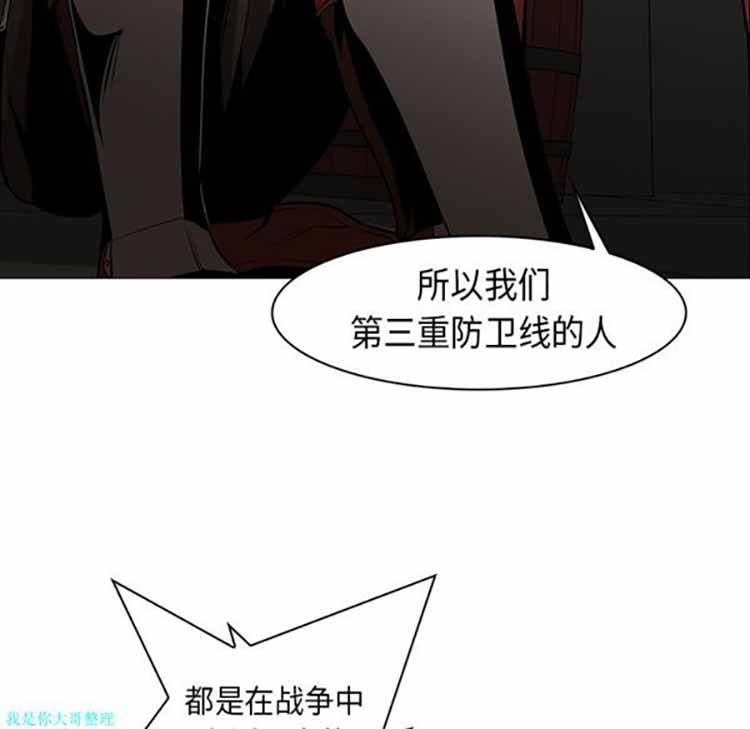 所以我们
第三重防卫线的人
都是在战争中
我是你大哥整理